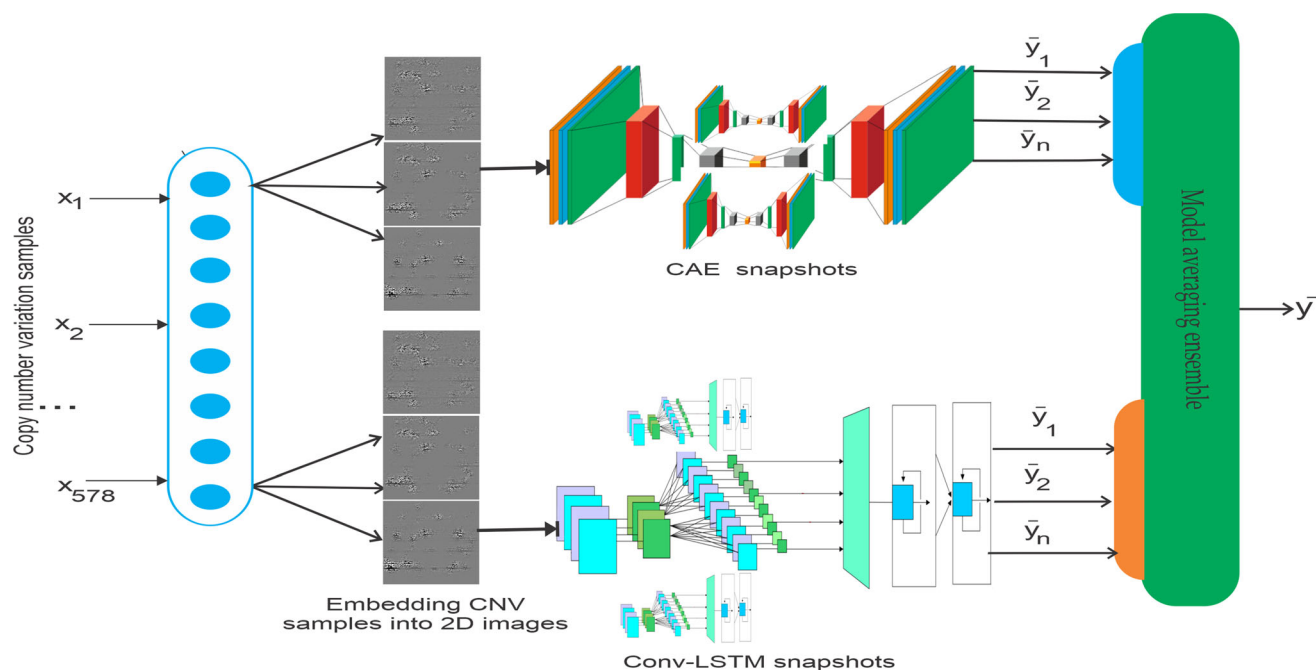 Copy number variation samples
x1
x2
...
x578
Embedding CNV
samples into 2D images
CAE snapshots
Conv-LSTM snapshots
ȳ1
ȳ2
ȳn
ȳ1
ȳ2
ȳn
Model averaging ensemble
ȳ